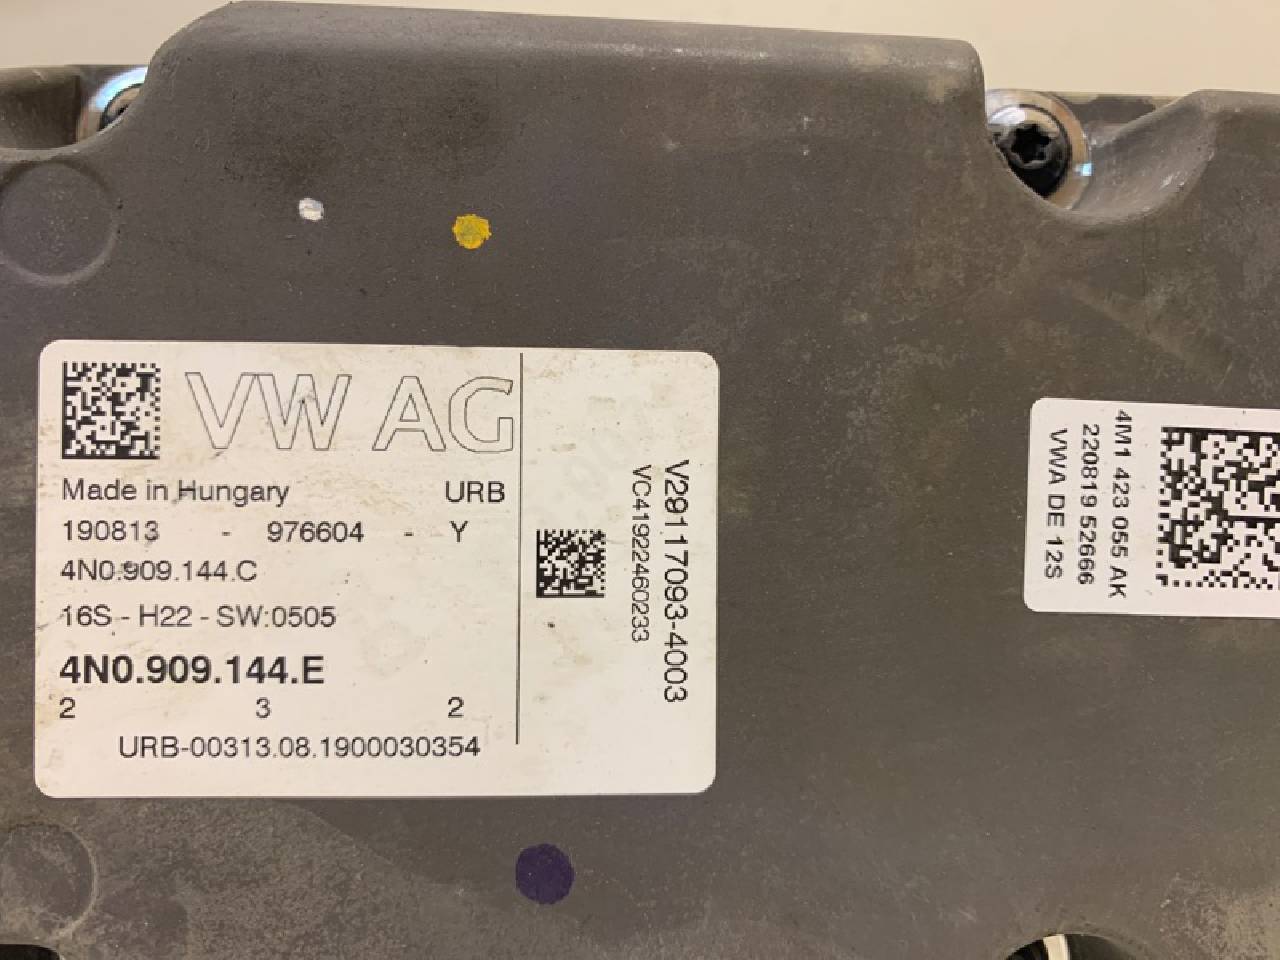 VW AG
Made in Hungary URB
190813 - 976604 - Y
4N0.909.144.C
16S - H22 - SW:0505
4N0.909.144.E
2 3 2
URB-00313.08.1900030354
V29117093-4003
VC41922460233
4M1 423 055 AK
220819 52666
VWA DE 12S